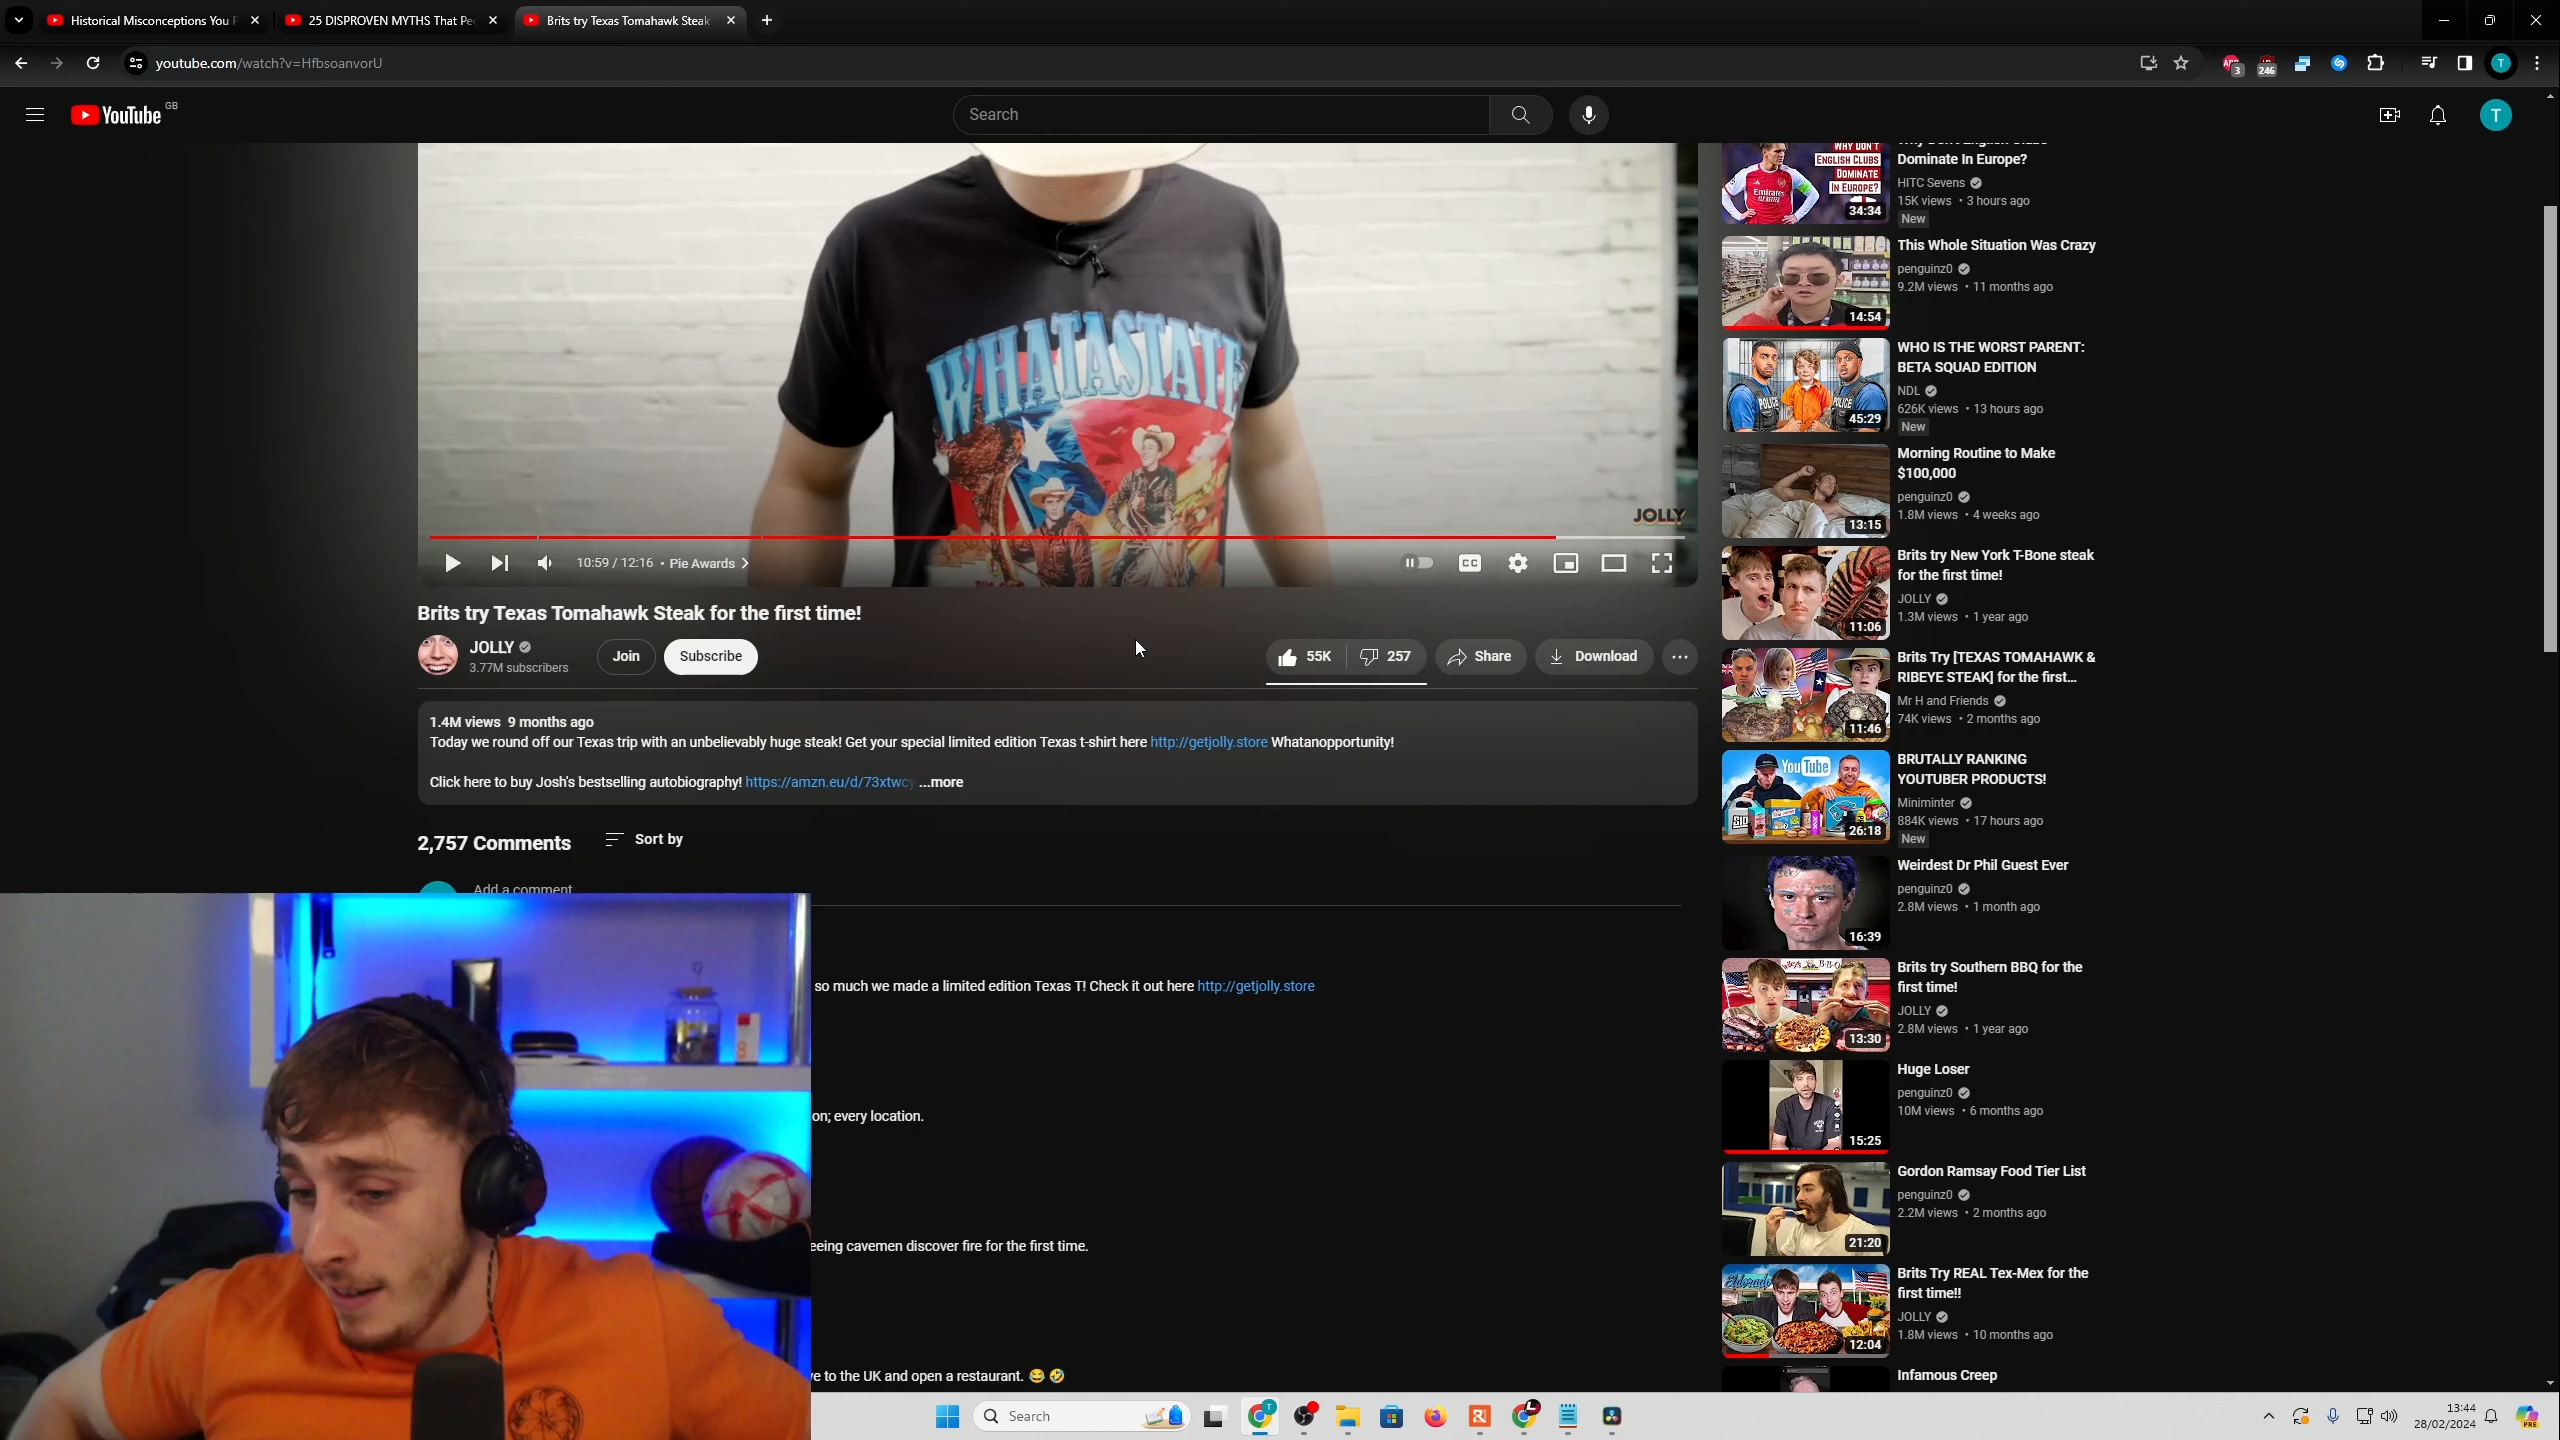 Historical Misconceptions You
25 DISPROVEN MYTHS That
Brits try Texas Tomahawk Steak
youtube.com/watch?v=HfbsoanvorU
3
246
T
YouTube GB
Search
T
WHATASTATE
JOLLY
10:59 / 12:16 • Pie Awards
CC
Brits try Texas Tomahawk Steak for the first time!
JOLLY
3.77M subscribers
Join
Subscribe
55K
257
Share
Download
1.4M views 9 months ago
Today we round off our Texas trip with an unbelievably huge steak! Get your special limited edition Texas t-shirt here http://getjolly.store Whatanopportunity!
Click here to buy Josh's bestselling autobiography! https://amzn.eu/d/73xtwcy ...more
2,757 Comments
Sort by
Add a comment
so much we made a limited edition Texas T! Check it out here http://getjolly.store
on; every location.
eeing cavemen discover fire for the first time.
ve to the UK and open a restaurant. 😂 🤣
WHY DON'T
ENGLISH CLUBS
DOMINATE
IN EUROPE?
34:34
Dominate In Europe?
HITC Sevens
15K views • 3 hours ago
New
14:54
This Whole Situation Was Crazy
penguinz0
9.2M views • 11 months ago
POLICE
POLICE
45:29
WHO IS THE WORST PARENT:
BETA SQUAD EDITION
NDL
626K views • 13 hours ago
New
13:15
Morning Routine to Make
$100,000
penguinz0
1.8M views • 4 weeks ago
11:06
Brits try New York T-Bone steak
for the first time!
JOLLY
1.3M views • 1 year ago
11:46
Brits Try [TEXAS TOMAHAWK &
RIBEYE STEAK] for the first...
Mr H and Friends
74K views • 2 months ago
YouTube
26:18
BRUTALLY RANKING
YOUTUBER PRODUCTS!
Miniminter
884K views • 17 hours ago
New
16:39
Weirdest Dr Phil Guest Ever
penguinz0
2.8M views • 1 month ago
13:30
Brits try Southern BBQ for the
first time!
JOLLY
2.8M views • 1 year ago
15:25
Huge Loser
penguinz0
10M views • 6 months ago
21:20
Gordon Ramsay Food Tier List
penguinz0
2.2M views • 2 months ago
12:04
Brits Try REAL Tex-Mex for the
first time!!
JOLLY
1.8M views • 10 months ago
Infamous Creep
Search
13:44
28/02/2024
PRE